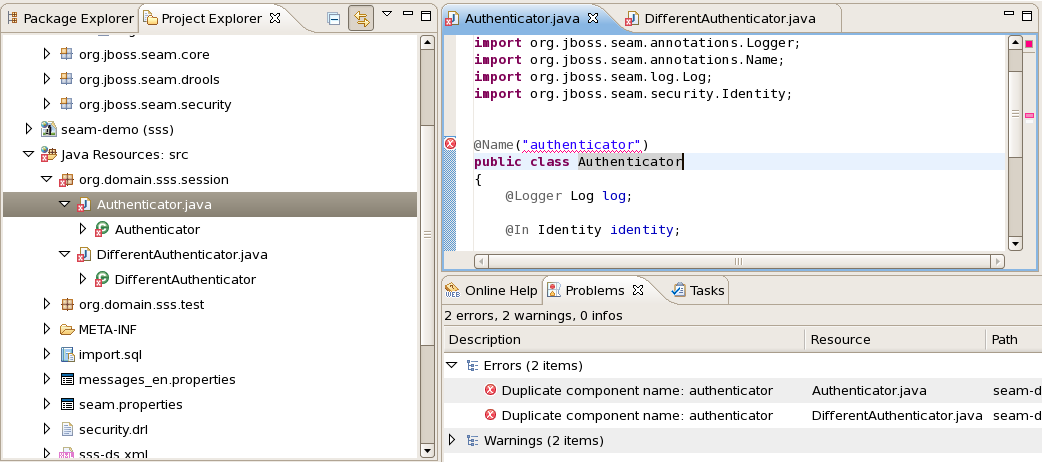 Package Explorer
Project Explorer
org.jboss.seam.core
org.jboss.seam.drools
org.jboss.seam.security
seam-demo (sss)
Java Resources: src
org.domain.sss.session
Authenticator.java
Authenticator
DifferentAuthenticator.java
DifferentAuthenticator
org.domain.sss.test
META-INF
import.sql
messages_en.properties
seam.properties
security.drl
sss-ds.xml
Authenticator.java
DifferentAuthenticator.java
import org.jboss.seam.annotations.Logger;
import org.jboss.seam.annotations.Name;
import org.jboss.seam.log.Log;
import org.jboss.seam.security.Identity;
@Name("authenticator")
public class Authenticator
{
@Logger Log log;
@In Identity identity;
Online Help
Problems
Tasks
2 errors, 2 warnings, 0 infos
Description Resource Path
Errors (2 items)
Duplicate component name: authenticator Authenticator.java seam-d
Duplicate component name: authenticator DifferentAuthenticator.java seam-d
Warnings (2 items)